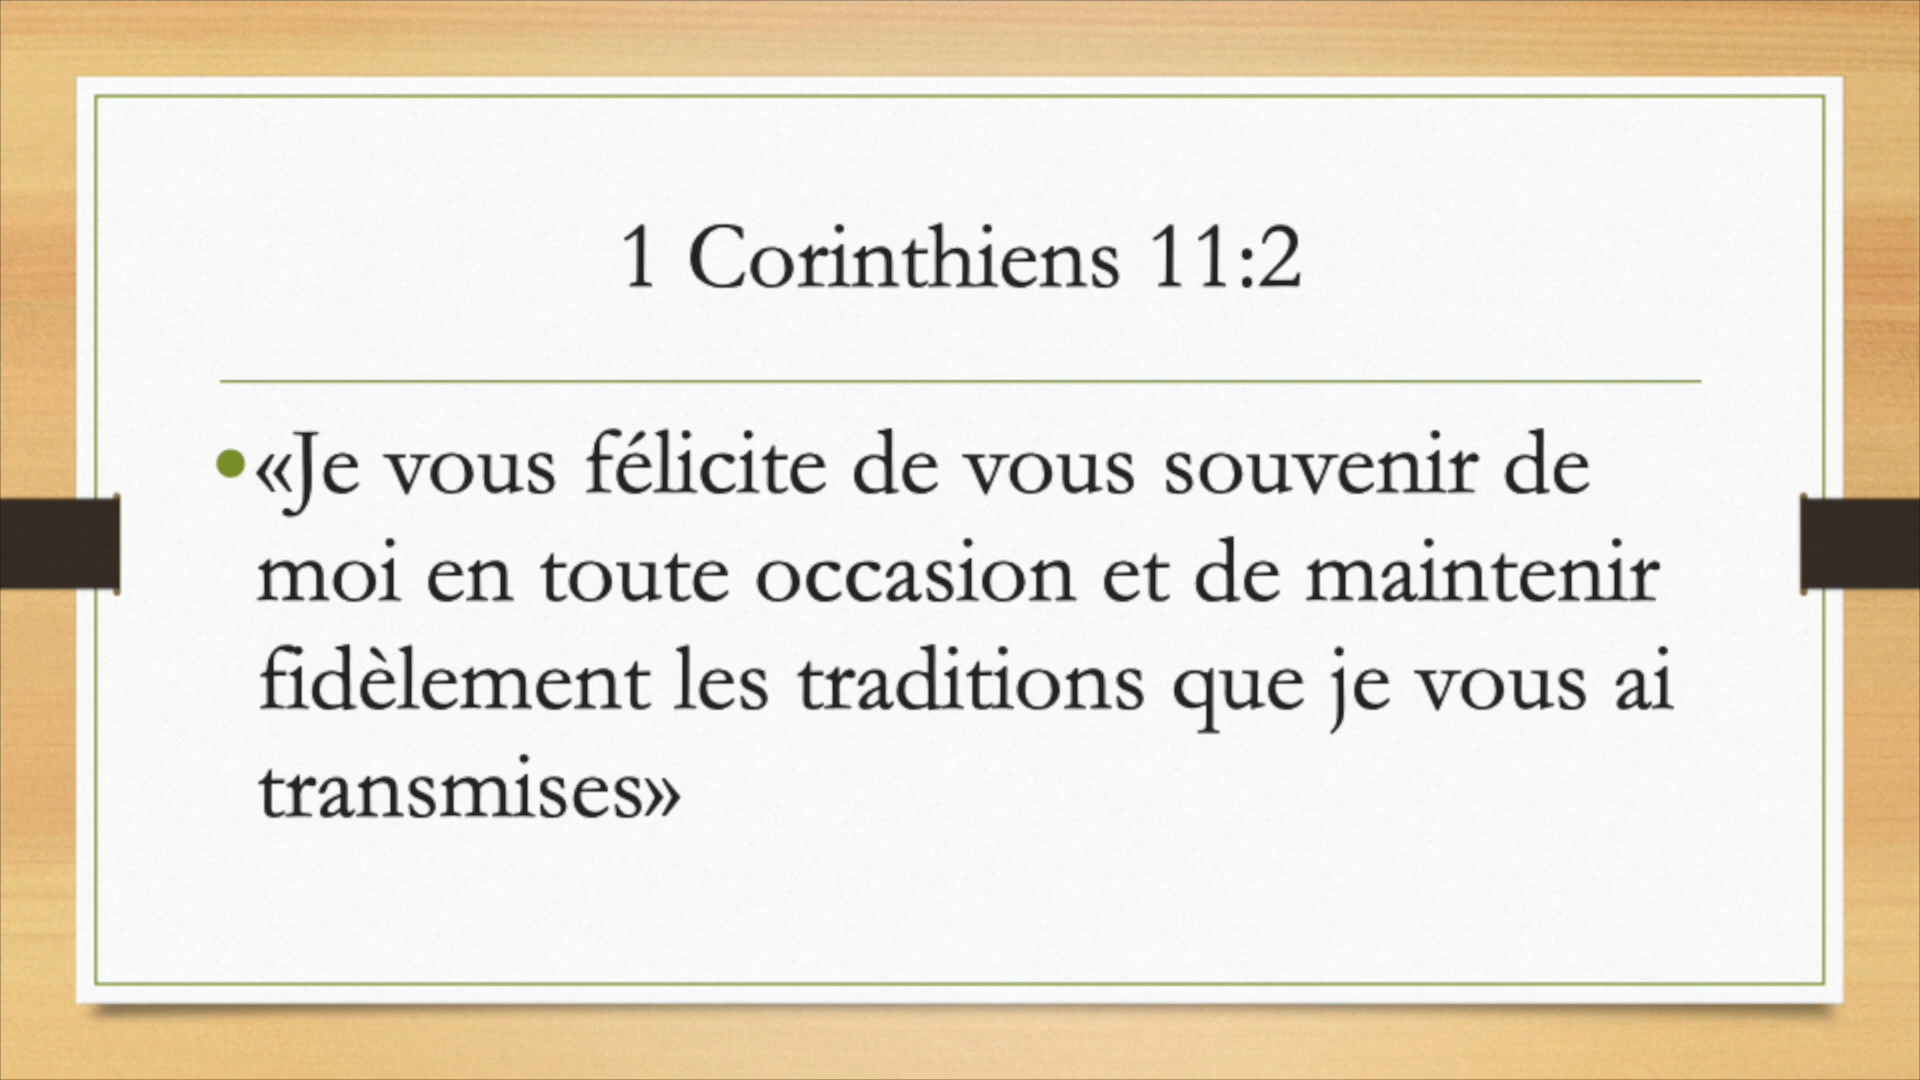 1 Corinthiens 11:2
•«Je vous félicite de vous souvenir de
moi en toute occasion et de maintenir
fidèlement les traditions que je vous ai
transmises»